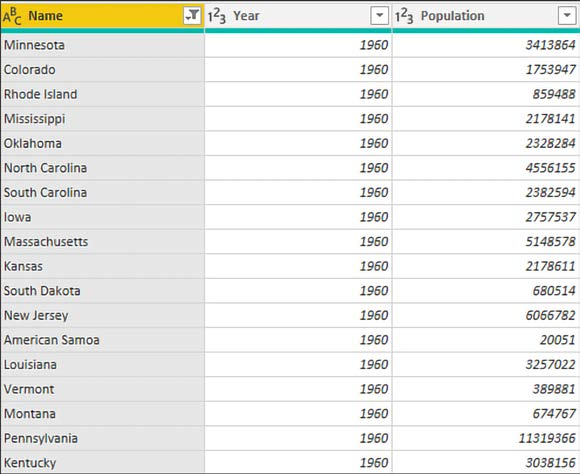 ABC Name 123 Year 123 Population
Minnesota 1960 3413864
Colorado 1960 1753947
Rhode Island 1960 859488
Mississippi 1960 2178141
Oklahoma 1960 2328284
North Carolina 1960 4556155
South Carolina 1960 2382594
Iowa 1960 2757537
Massachusetts 1960 5148578
Kansas 1960 2178611
South Dakota 1960 680514
New Jersey 1960 6066782
American Samoa 1960 20051
Louisiana 1960 3257022
Vermont 1960 389881
Montana 1960 674767
Pennsylvania 1960 11319366
Kentucky 1960 3038156